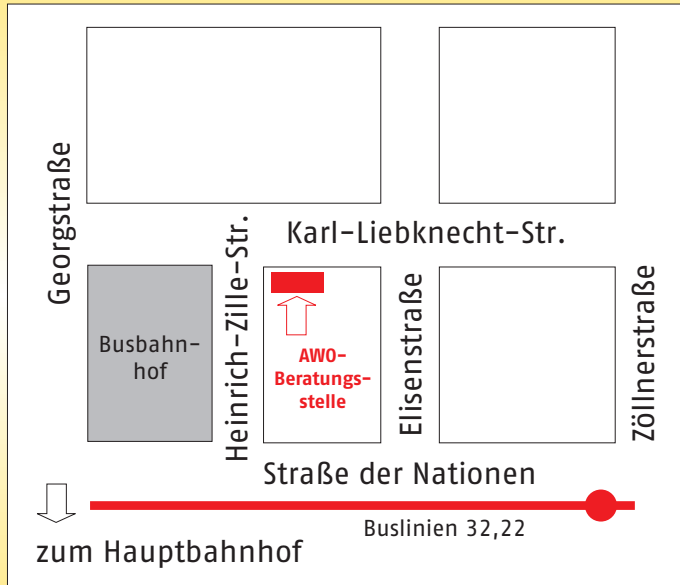 Georgstraße
Karl-Liebknecht-Str.
Busbahn-
hof
Heinrich-Zille-Str.
AWO-
Beratungs-
stelle
Elisenstraße
Zöllnerstraße
Straße der Nationen
Buslinien 32,22
zum Hauptbahnhof